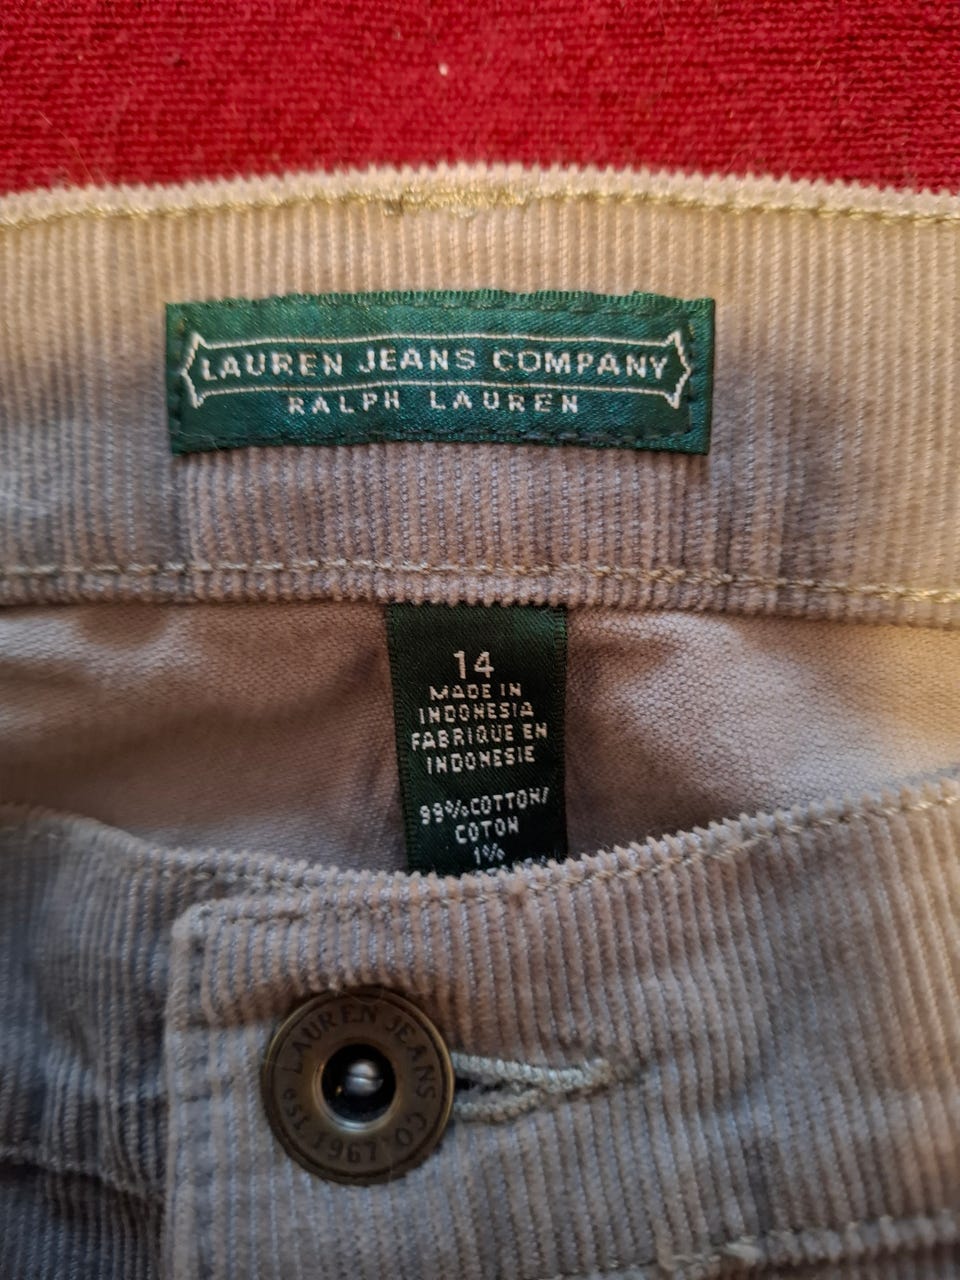 LAUREN JEANS COMPANY
RALPH LAUREN
14
MADE IN
INDONESIA
FABRIQUE EN
INDONESIE
99%COTTON/
COTON
1%
LAUREN JEANS CO.
est 1967